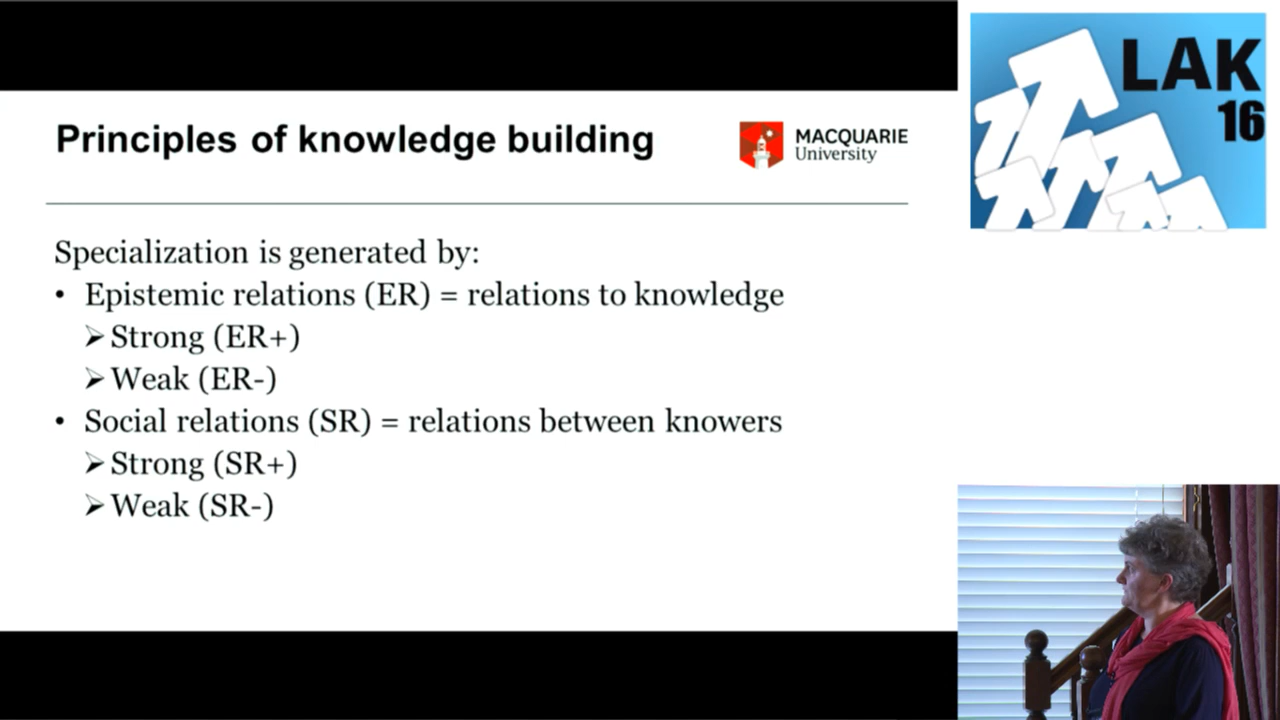 Principles of knowledge building
MACQUARIE
University
LAK
16
Specialization is generated by:
• Epistemic relations (ER) = relations to knowledge
➢ Strong (ER+)
➢ Weak (ER-)
• Social relations (SR) = relations between knowers
➢ Strong (SR+)
➢ Weak (SR-)